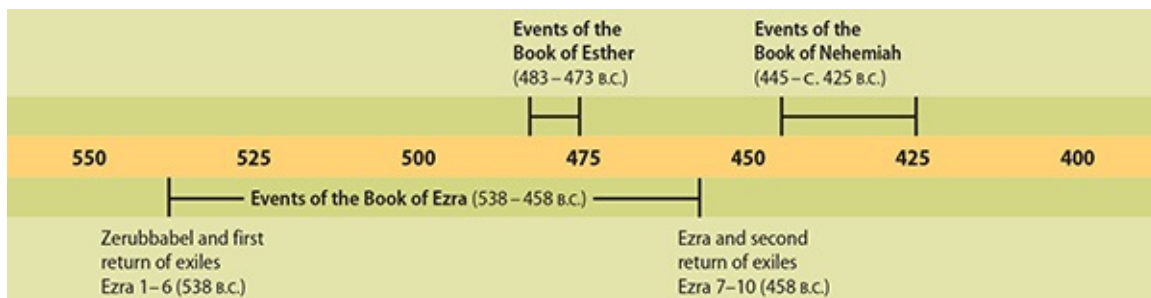 Events of the
Book of Esther
(483–473 B.C.)
Events of the
Book of Nehemiah
(445–C. 425 B.C.)
550 525 500 475 450 425 400
Events of the Book of Ezra (538–458 B.C.)
Zerubbabel and first
return of exiles
Ezra 1–6 (538 B.C.)
Ezra and second
return of exiles
Ezra 7–10 (458 B.C.)